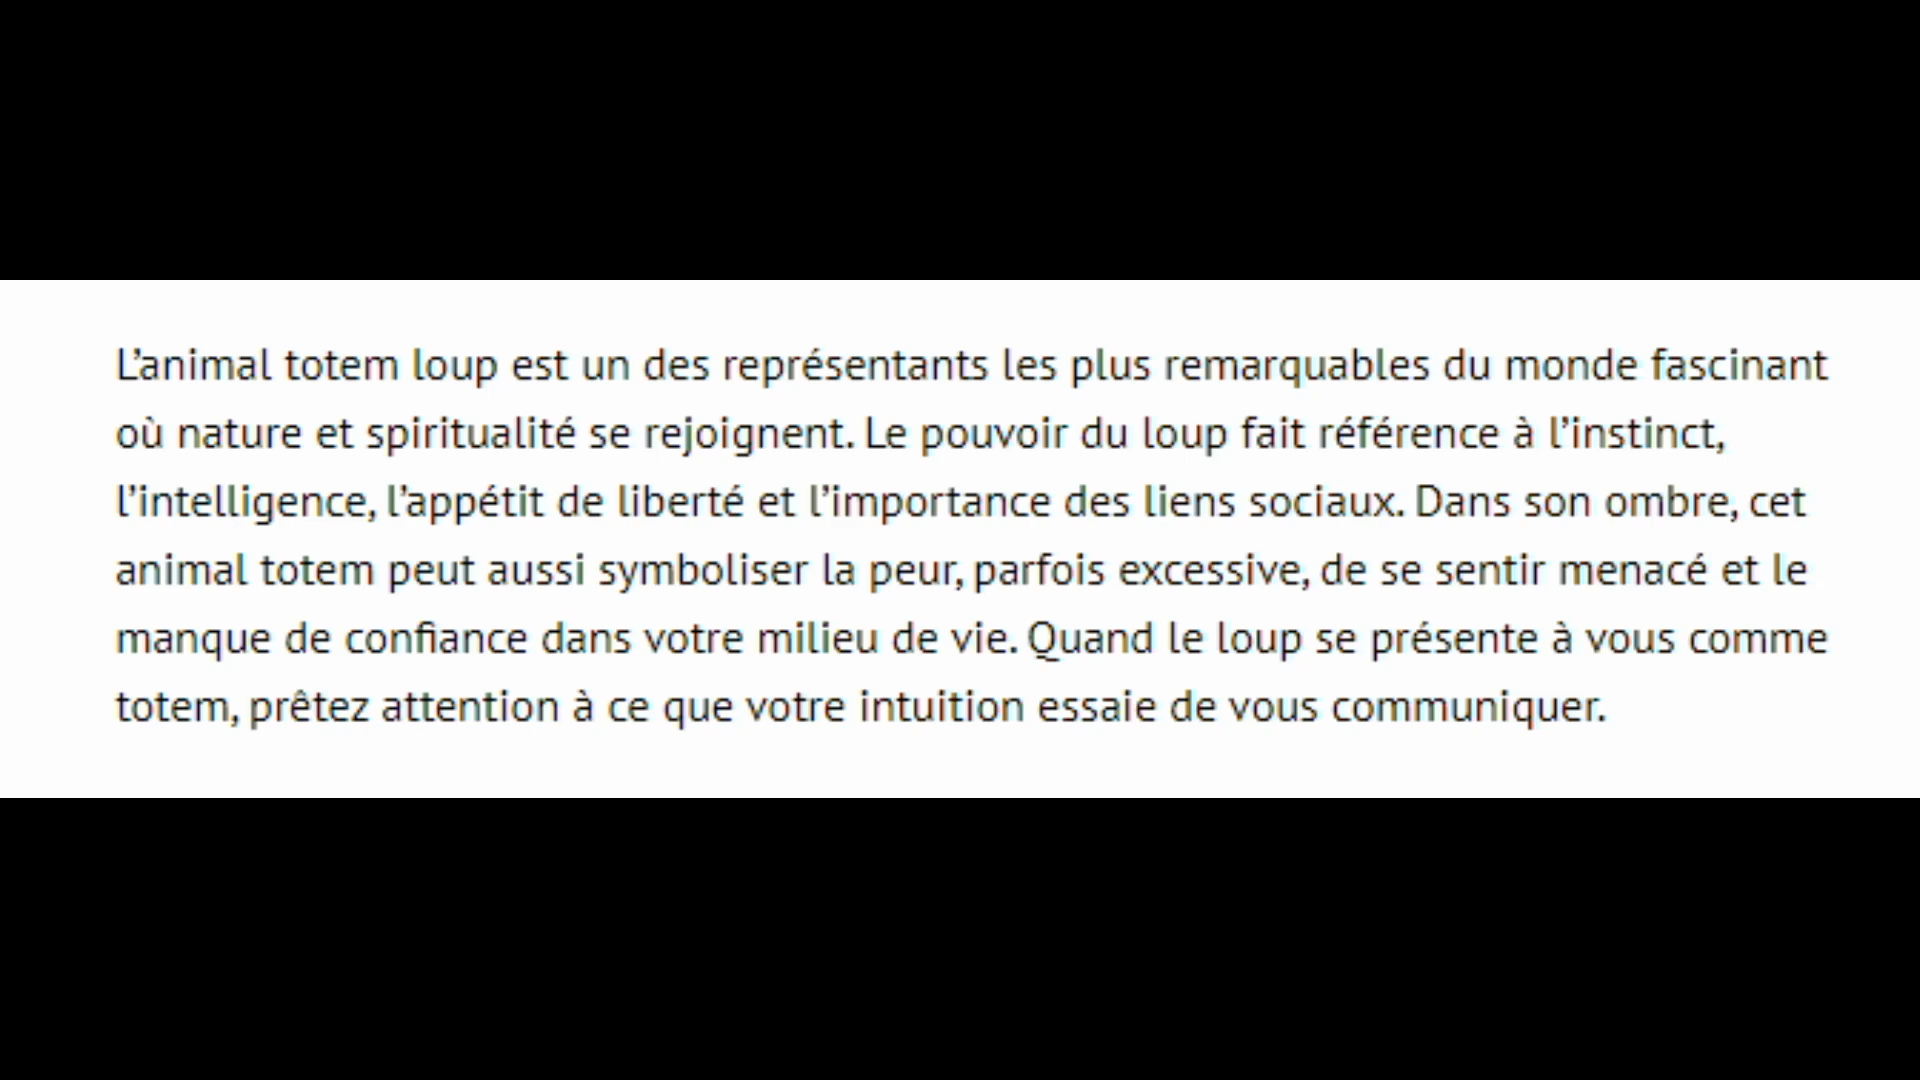 L’animal totem loup est un des représentants les plus remarquables du monde fascinant
où nature et spiritualité se rejoignent. Le pouvoir du loup fait référence à l’instinct,
l’intelligence, l’appétit de liberté et l’importance des liens sociaux. Dans son ombre, cet
animal totem peut aussi symboliser la peur, parfois excessive, de se sentir menacé et le
manque de confiance dans votre milieu de vie. Quand le loup se présente à vous comme
totem, prêtez attention à ce que votre intuition essaie de vous communiquer.